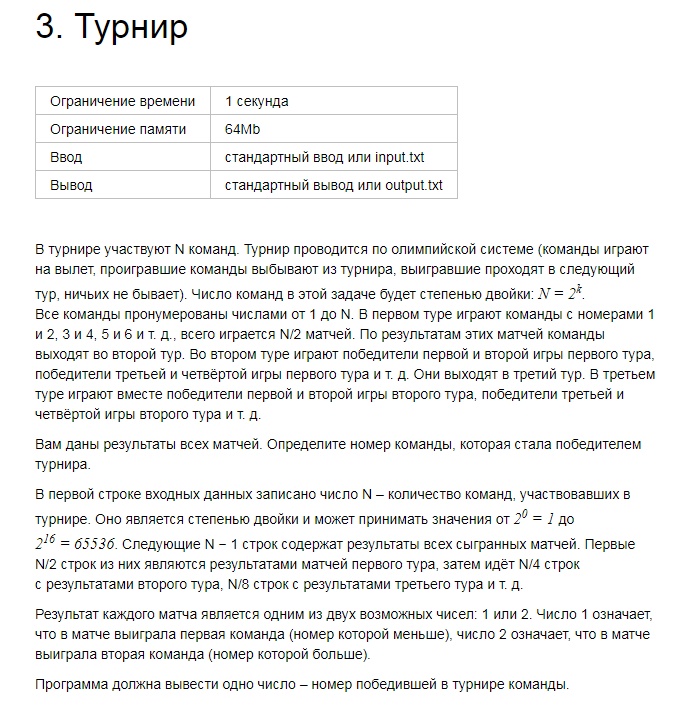 3. Турнир
Ограничение времени 1 секунда
Ограничение памяти 64Mb
Ввод стандартный ввод или input.txt
Вывод стандартный вывод или output.txt
В турнире участвуют N команд. Турнир проводится по олимпийской системе (команды играют
на вылет, проигравшие команды выбывают из турнира, выигравшие проходят в следующий
тур, ничьих не бывает). Число команд в этой задаче будет степенью двойки: N = 2^k.
Все команды пронумерованы числами от 1 до N. В первом туре играют команды с номерами 1
и 2, 3 и 4, 5 и 6 и т. д., всего играется N/2 матчей. По результатам этих матчей команды
выходят во второй тур. Во втором туре играют победители первой и второй игры первого тура,
победители третьей и четвёртой игры первого тура и т. д. Они выходят в третий тур. В третьем
туре играют вместе победители первой и второй игры второго тура, победители третьей и
четвёртой игры второго тура и т. д.
Вам даны результаты всех матчей. Определите номер команды, которая стала победителем
турнира.
В первой строке входных данных записано число N – количество команд, участвовавших в
турнире. Оно является степенью двойки и может принимать значения от 2^0 = 1 до
2^16 = 65536. Следующие N − 1 строк содержат результаты всех сыгранных матчей. Первые
N/2 строк из них являются результатами матчей первого тура, затем идёт N/4 строк
с результатами второго тура, N/8 строк с результатами третьего тура и т. д.
Результат каждого матча является одним из двух возможных чисел: 1 или 2. Число 1 означает,
что в матче выиграла первая команда (номер которой меньше), число 2 означает, что в матче
выиграла вторая команда (номер которой больше).
Программа должна вывести одно число – номер победившей в турнире команды.